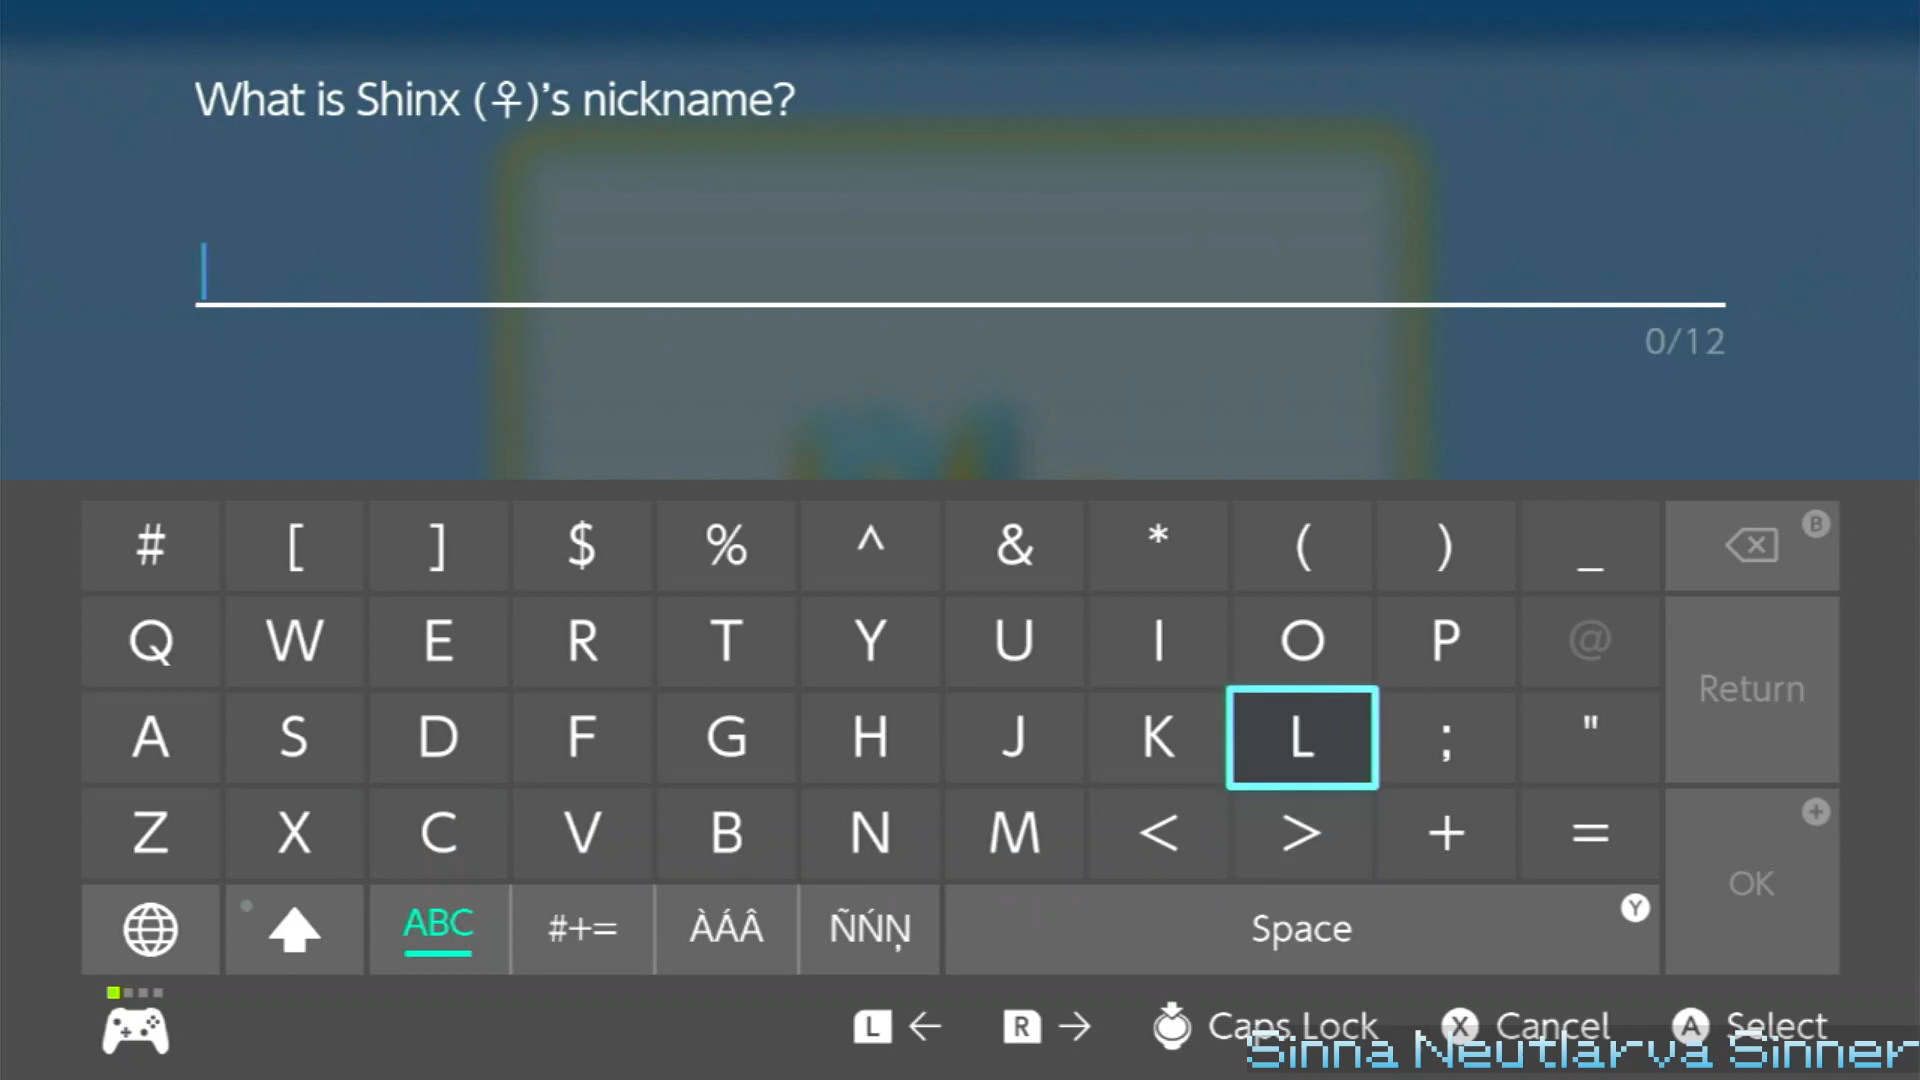 What is Shinx (♀)'s nickname?
0/12
# [ ] $ % ^ & * ( ) _ B
Q W E R T Y U I O P @ Return
A S D F G H J K L ; "
Z X C V B N M < > + = OK
ABC #+= ÀÁÂ ÑŃŅ Space Y
L ← R → Caps Lock X Cancel A Select
Sinna Neutlarva Sinner